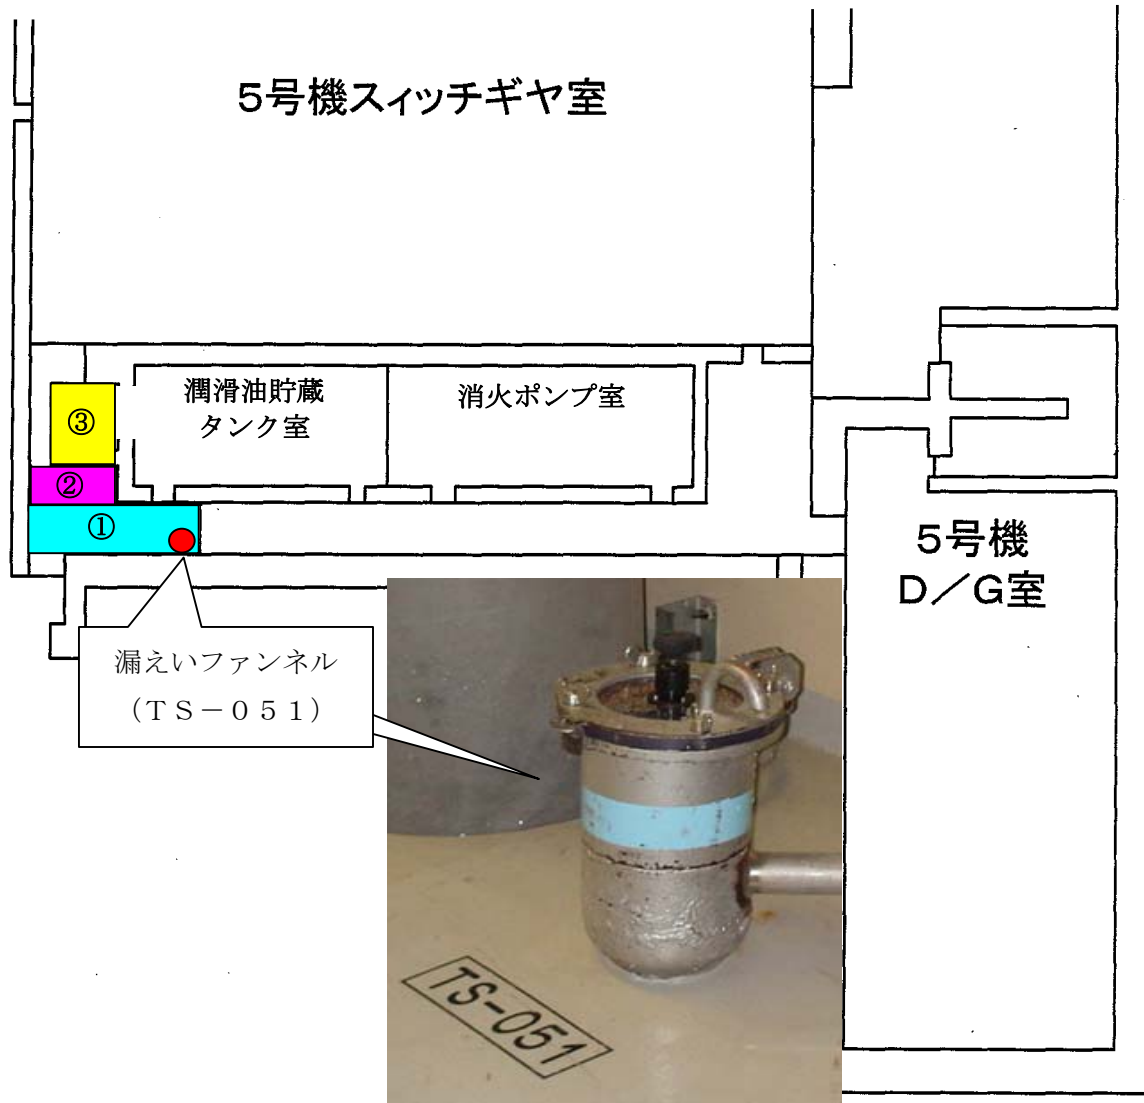 5号機スィッチギヤ室
潤滑油貯蔵
タンク室
消火ポンプ室
③
②
①
5号機
D／G室
漏えいファンネル
（ＴＳ－０５１）
TS-051